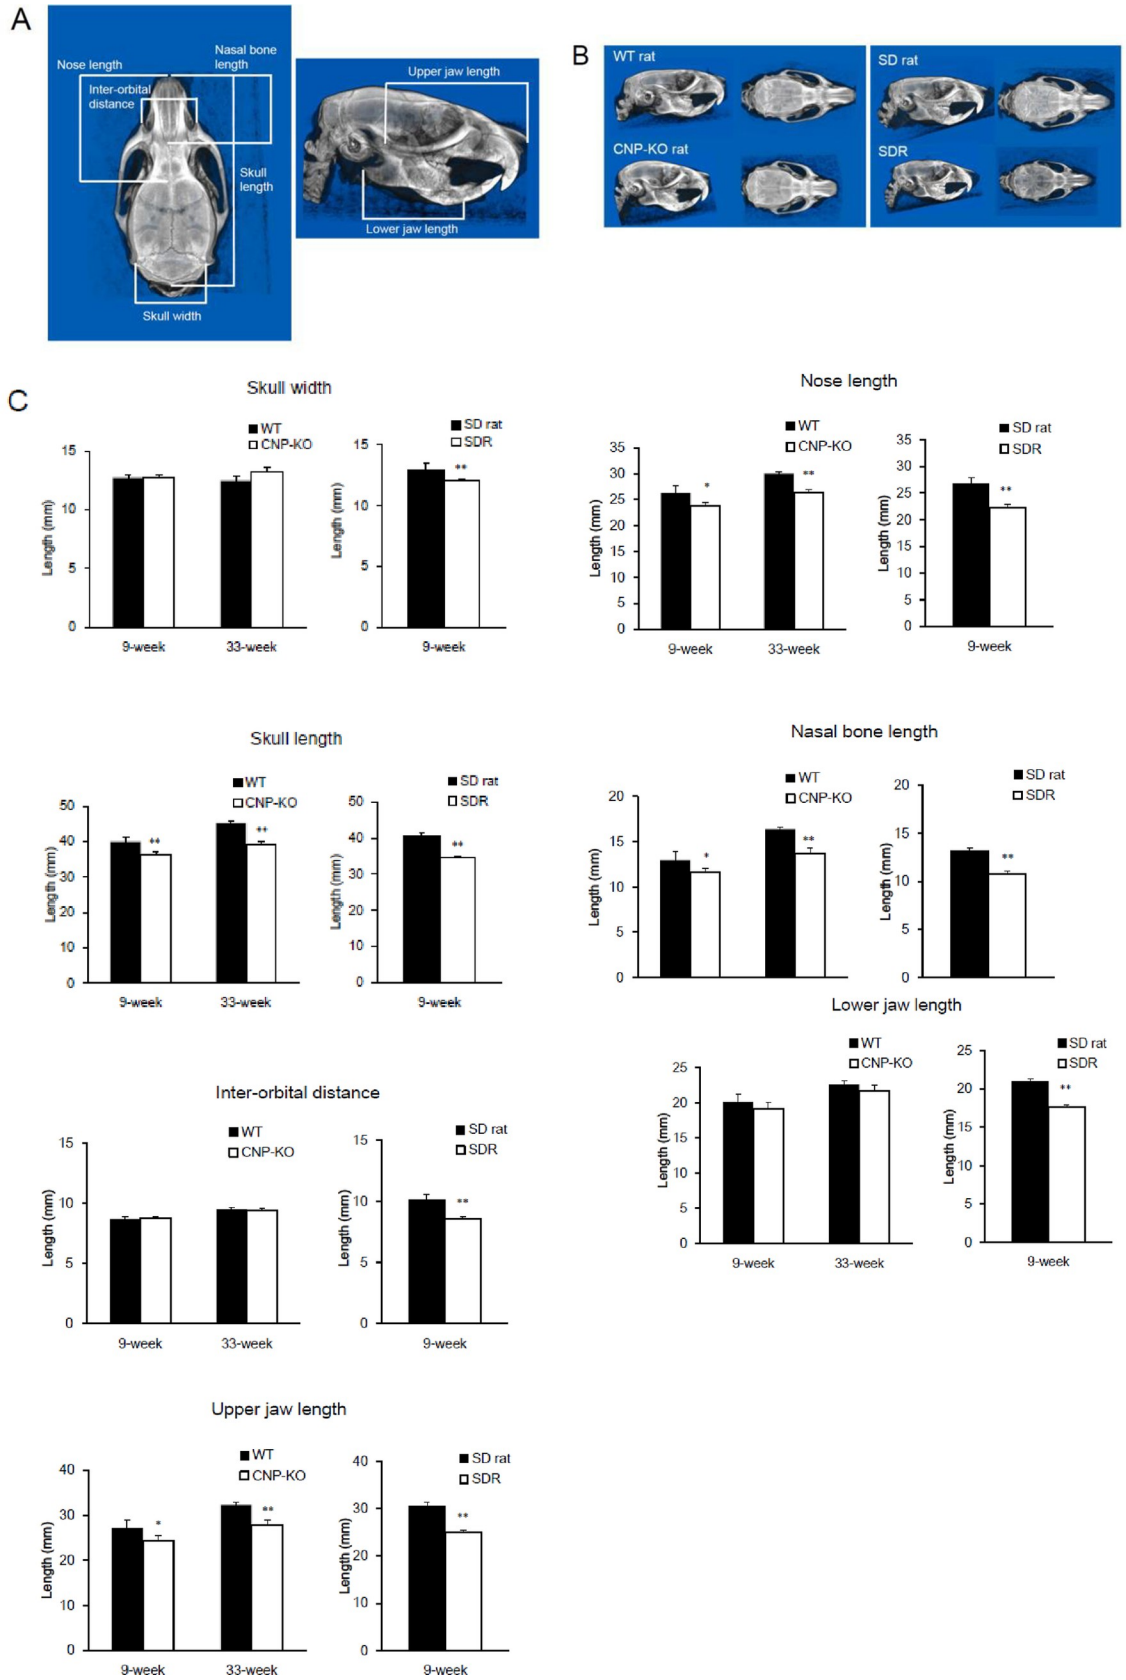 A
Nose length
Nasal bone
length
Inter-orbital
distance
Skull
length
Skull width
Upper jaw length
Lower jaw length
B
WT rat
SD rat
CNP-KO rat
SDR
C
Skull width
WT
CNP-KO
Length (mm)
15
10
5
0
9-week
33-week
SD rat
SDR
Length (mm)
15
10
5
0
**
9-week
Nose length
WT
CNP-KO
Length (mm)
35
30
25
20
15
10
5
0
*
**
9-week
33-week
SD rat
SDR
Length (mm)
35
30
25
20
15
10
5
0
**
9-week
Skull length
WT
CNP-KO
Length (mm)
50
40
30
20
10
0
**
**
9-week
33-week
SD rat
SDR
Length (mm)
50
40
30
20
10
0
**
9-week
Nasal bone length
WT
CNP-KO
Length (mm)
20
15
10
5
0
*
**
9-week
33-week
SD rat
SDR
Length (mm)
20
15
10
5
0
**
9-week
Inter-orbital distance
WT
CNP-KO
Length (mm)
15
10
5
0
9-week
33-week
SD rat
SDR
Length (mm)
15
10
5
0
**
9-week
Lower jaw length
WT
CNP-KO
Length (mm)
25
20
15
10
5
0
9-week
33-week
SD rat
SDR
Length (mm)
25
20
15
10
5
0
**
9-week
Upper jaw length
WT
CNP-KO
Length (mm)
40
30
20
10
0
*
**
9-week
33-week
SD rat
SDR
Length (mm)
40
30
20
10
0
**
9-week